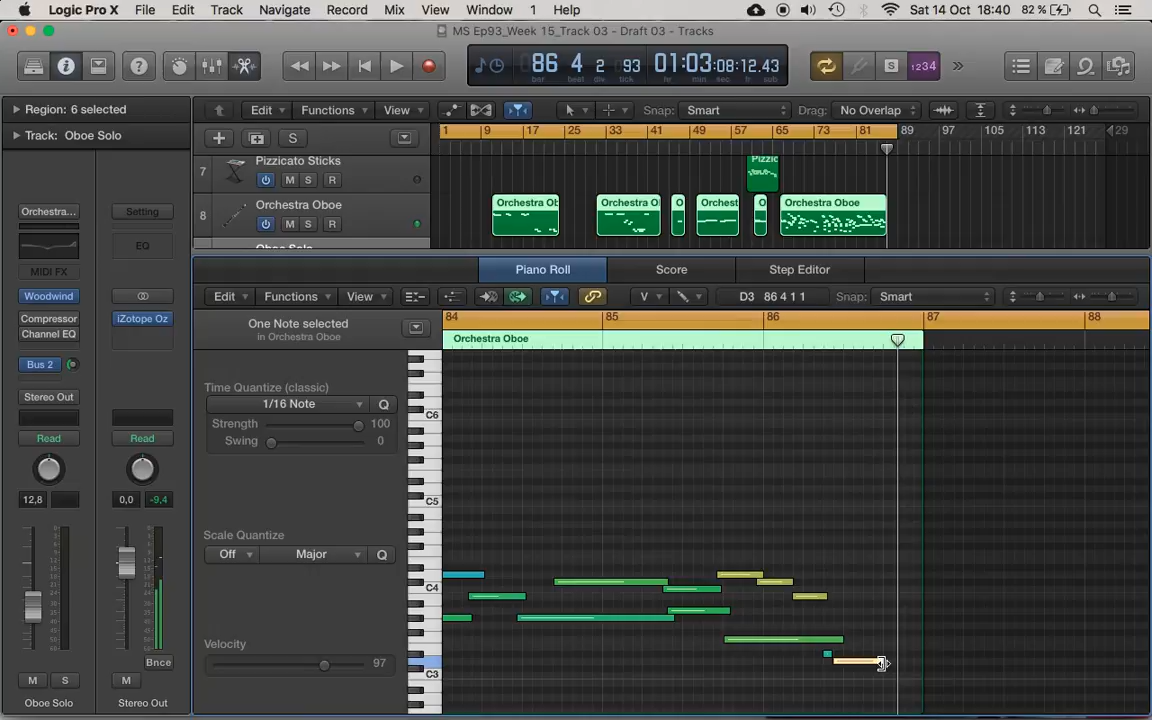 Logic Pro X File Edit Track Navigate Record Mix View Window 1 Help Sat 14 Oct 18:40 82 %
MS Ep93_Week 15_Track 03 - Draft 03 - Tracks
86 4 2 93 01:03:08:12.43
bar beat div tick hr min sec fr sub
S 1234
Region: 6 selected
Edit Functions View Snap: Smart Drag: No Overlap
Track: Oboe Solo
S 1 9 17 25 33 41 49 57 65 73 81 89 97 105 113 121 129
7 Pizzicato Sticks
M S R
Pizzic
8 Orchestra Oboe
M S R
Orchestra Ob Orchestra O O Orchest O Orchestra Oboe
Oboe Solo
Piano Roll Score Step Editor
Edit Functions View V D3 86 4 1 1 Snap: Smart
84 85 86 87 88
One Note selected
in Orchestra Oboe
Orchestra Oboe
Time Quantize (classic)
1/16 Note Q
Strength 100
Swing 0
Scale Quantize
Off Major Q
Velocity
97
C6
C5
C4
C3
Orchestra... Setting
EQ
MIDI FX
Woodwind
Compressor iZotope Oz
Channel EQ
Bus 2
Stereo Out
Read Read
12,8 0,0 -9,4
Bnce
M S M
Oboe Solo Stereo Out